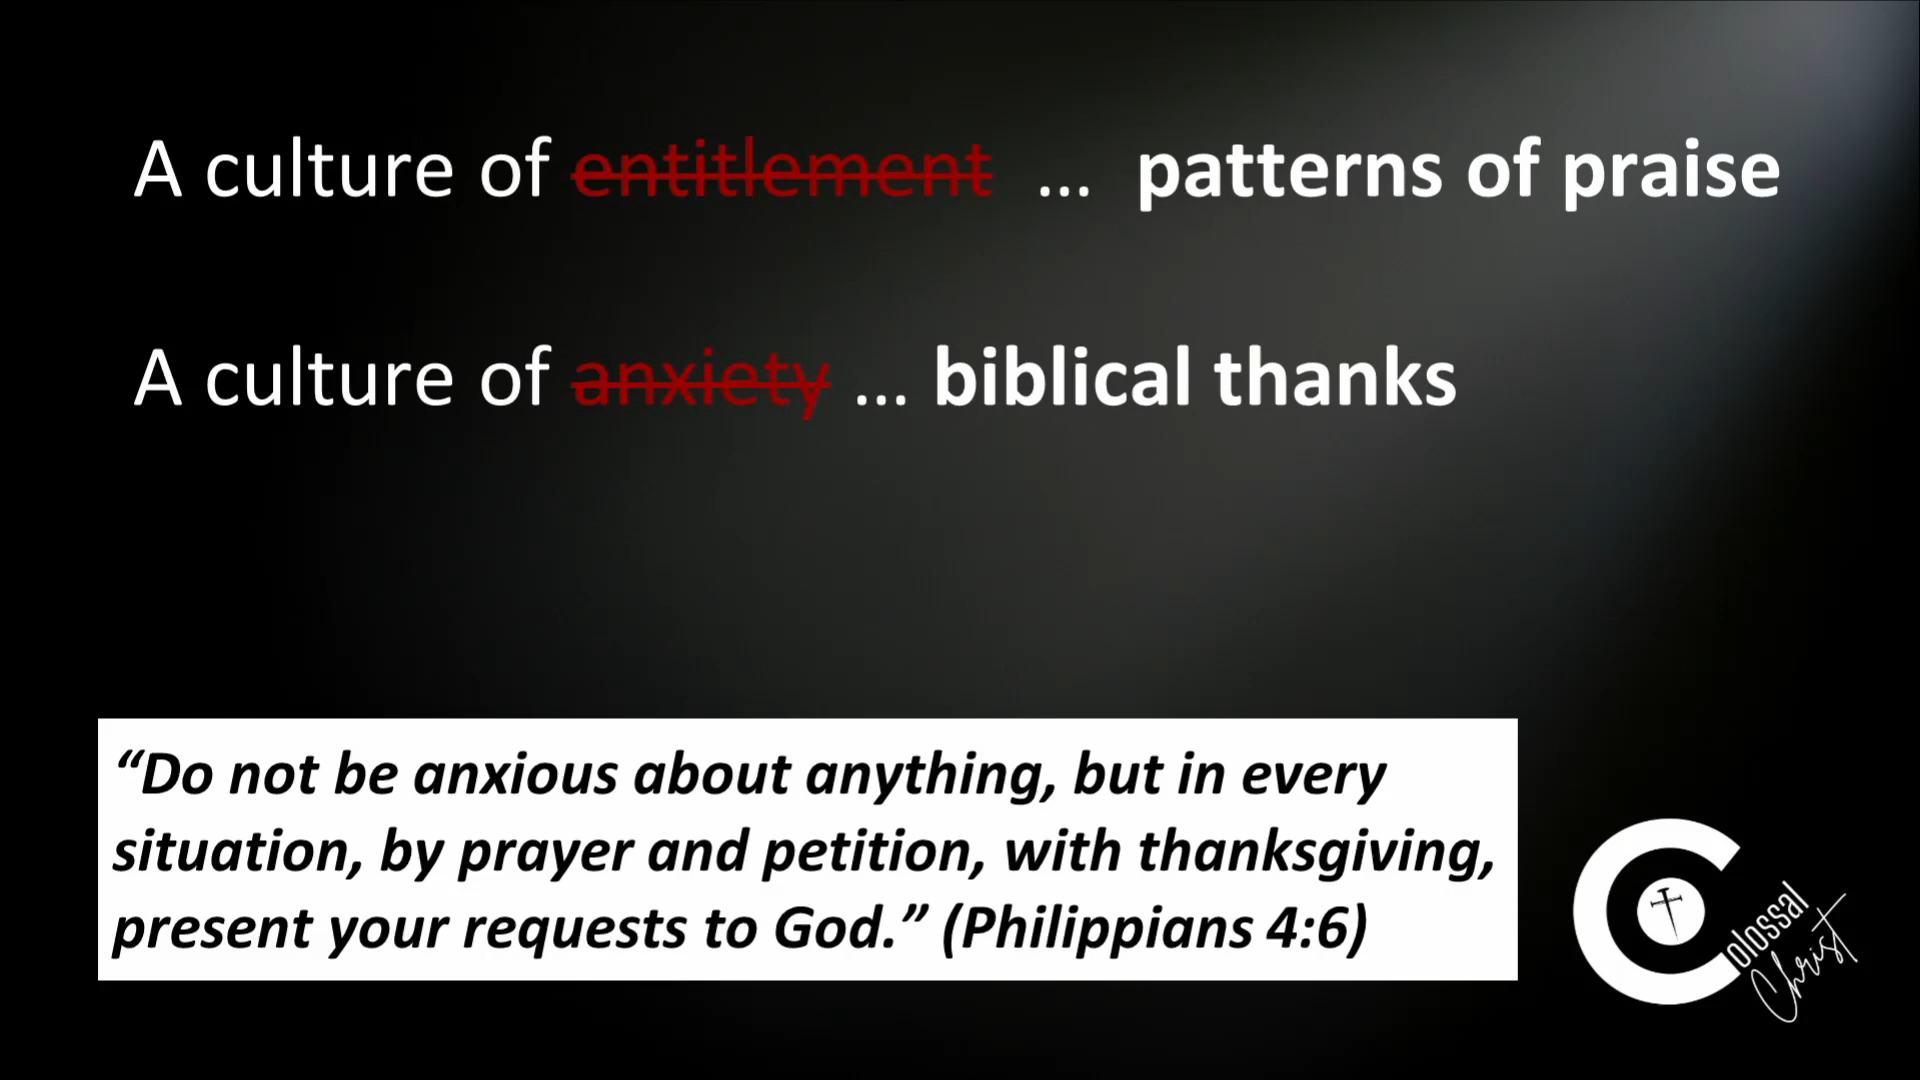 A culture of entitlement ... patterns of praise
A culture of anxiety ... biblical thanks
“Do not be anxious about anything, but in every
situation, by prayer and petition, with thanksgiving,
present your requests to God.” (Philippians 4:6)
Colossal
Christ